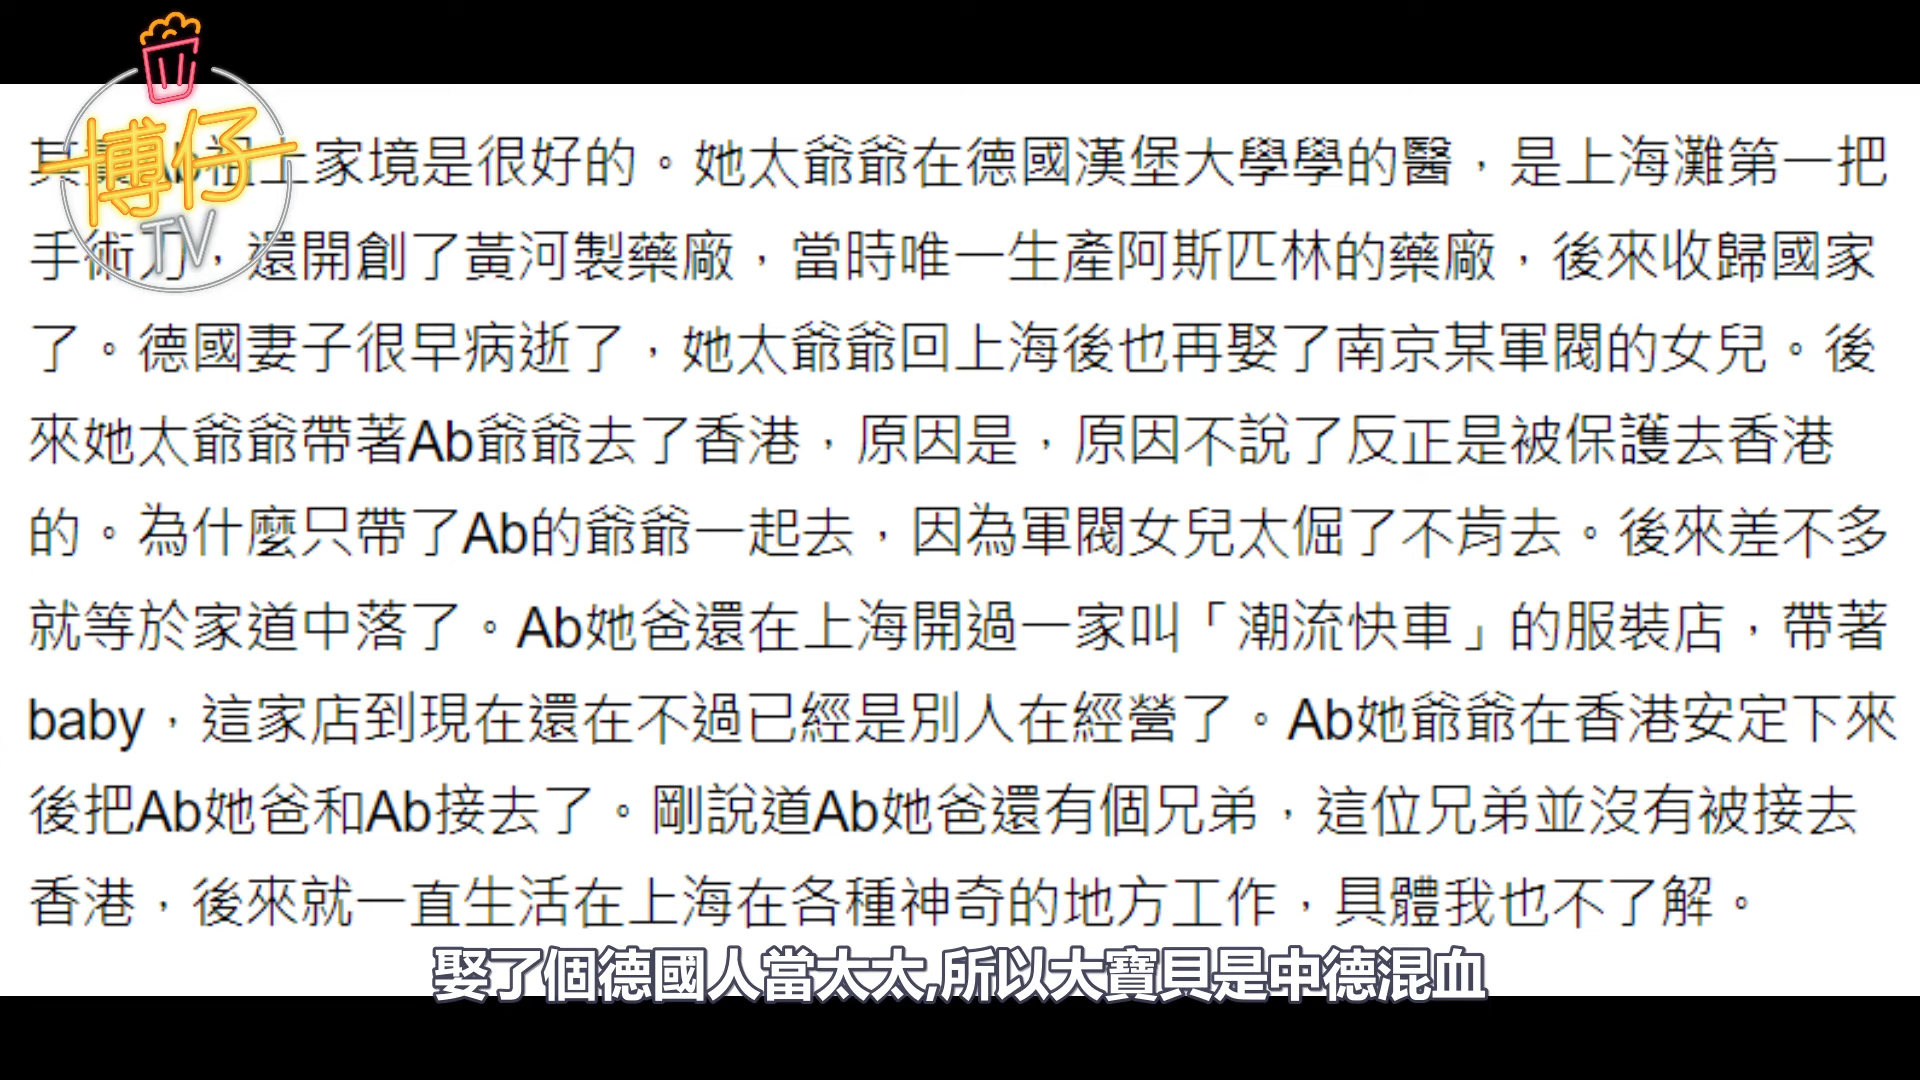 博仔
TV
其實Ab祖上家境是很好的。她太爺爺在德國漢堡大學學的醫，是上海灘第一把
手術刀，還開創了黃河製藥廠，當時唯一生產阿斯匹林的藥廠，後來收歸國家
了。德國妻子很早病逝了，她太爺爺回上海後也再娶了南京某軍閥的女兒。後
來她太爺爺帶著Ab爺爺去了香港，原因是，原因不說了反正是被保護去香港
的。為什麼只帶了Ab的爺爺一起去，因為軍閥女兒太倔了不肯去。後來差不多
就等於家道中落了。Ab她爸還在上海開過一家叫「潮流快車」的服裝店，帶著
baby，這家店到現在還在不過已經是別人在經營了。Ab她爺爺在香港安定下來
後把Ab她爸和Ab接去了。剛說道Ab她爸還有個兄弟，這位兄弟並沒有被接去
香港，後來就一直生活在上海在各種神奇的地方工作，具體我也不了解。
娶了個德國人當太太,所以大寶貝是中德混血